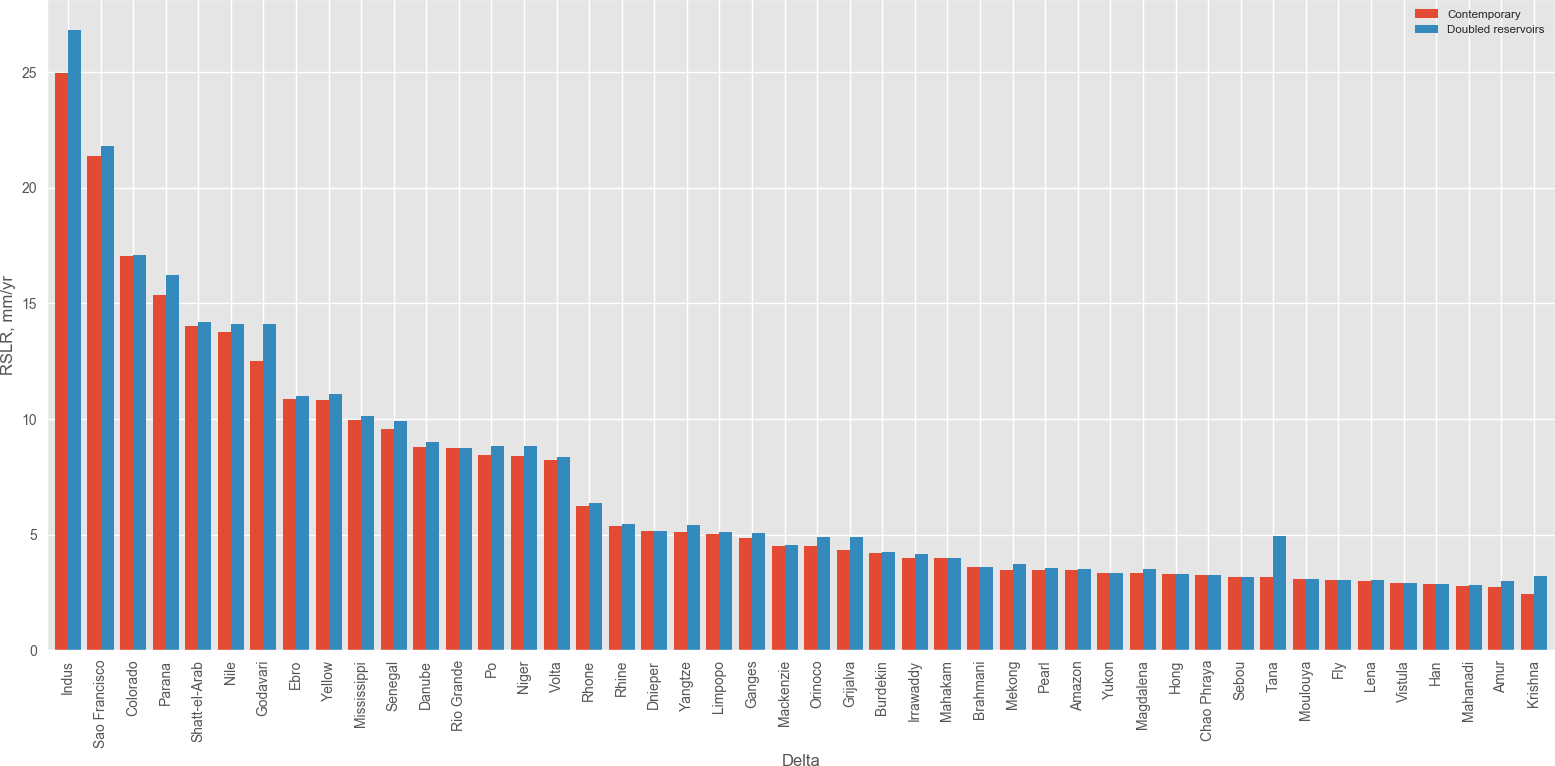 Contemporary
Doubled reservoirs
RSLR, mm/yr
25
20
15
10
5
0
Indus
Sao Francisco
Colorado
Parana
Shatt-el-Arab
Nile
Godavari
Ebro
Yellow
Mississippi
Senegal
Danube
Rio Grande
Po
Niger
Volta
Rhone
Rhine
Dnieper
Yangtze
Limpopo
Ganges
Mackenzie
Orinoco
Grijalva
Burdekin
Irrawaddy
Mahakam
Brahmani
Mekong
Pearl
Amazon
Yukon
Magdalena
Hong
Chao Phraya
Sebou
Tana
Moulouya
Fly
Lena
Vistula
Han
Mahanadi
Amur
Krishna
Delta